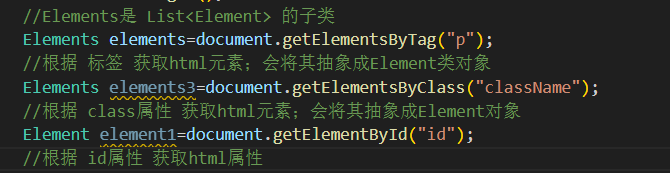 //Elements是 List<Element> 的子类
Elements elements=document.getElementsByTag("p");
//根据 标签 获取html元素；会将其抽象成Element类对象
Elements elements3=document.getElementsByClass("className");
//根据 class属性 获取html元素；会将其抽象成Element对象
Element element1=document.getElementById("id");
//根据 id属性 获取html属性